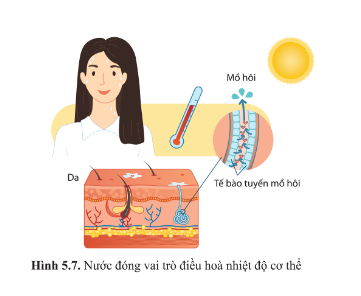 Mồ hôi
Da
Tế bào tuyến mồ hôi
Hình 5.7. Nước đóng vai trò điều hoà nhiệt độ cơ thể